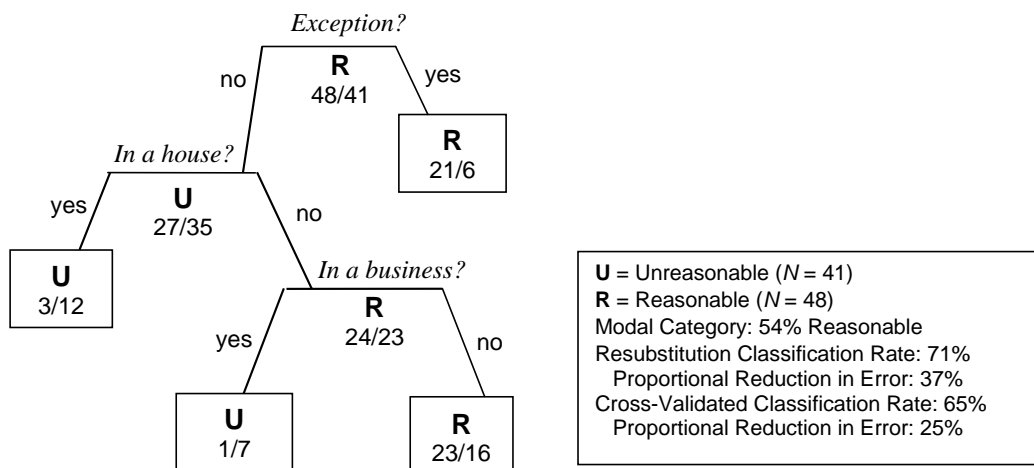 Exception?
no
R
48/41
yes
R
21/6
In a house?
yes
U
27/35
no
U
3/12
In a business?
yes
R
24/23
no
U
1/7
R
23/16
U = Unreasonable (N = 41)
R = Reasonable (N = 48)
Modal Category: 54% Reasonable
Resubstitution Classification Rate: 71%
Proportional Reduction in Error: 37%
Cross-Validated Classification Rate: 65%
Proportional Reduction in Error: 25%